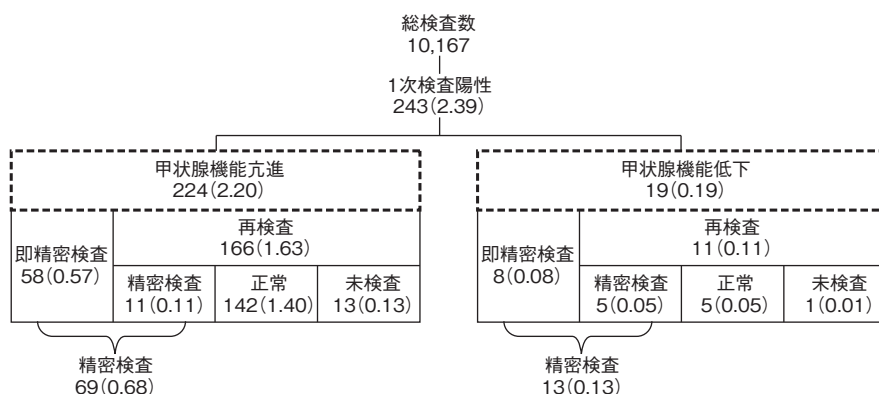 総検査数
10,167
1次検査陽性
243(2.39)
甲状腺機能亢進
224(2.20)
即精密検査
58(0.57)
再検査
166(1.63)
精密検査
11(0.11)
正常
142(1.40)
未検査
13(0.13)
精密検査
69(0.68)
甲状腺機能低下
19(0.19)
即精密検査
8(0.08)
再検査
11(0.11)
精密検査
5(0.05)
正常
5(0.05)
未検査
1(0.01)
精密検査
13(0.13)